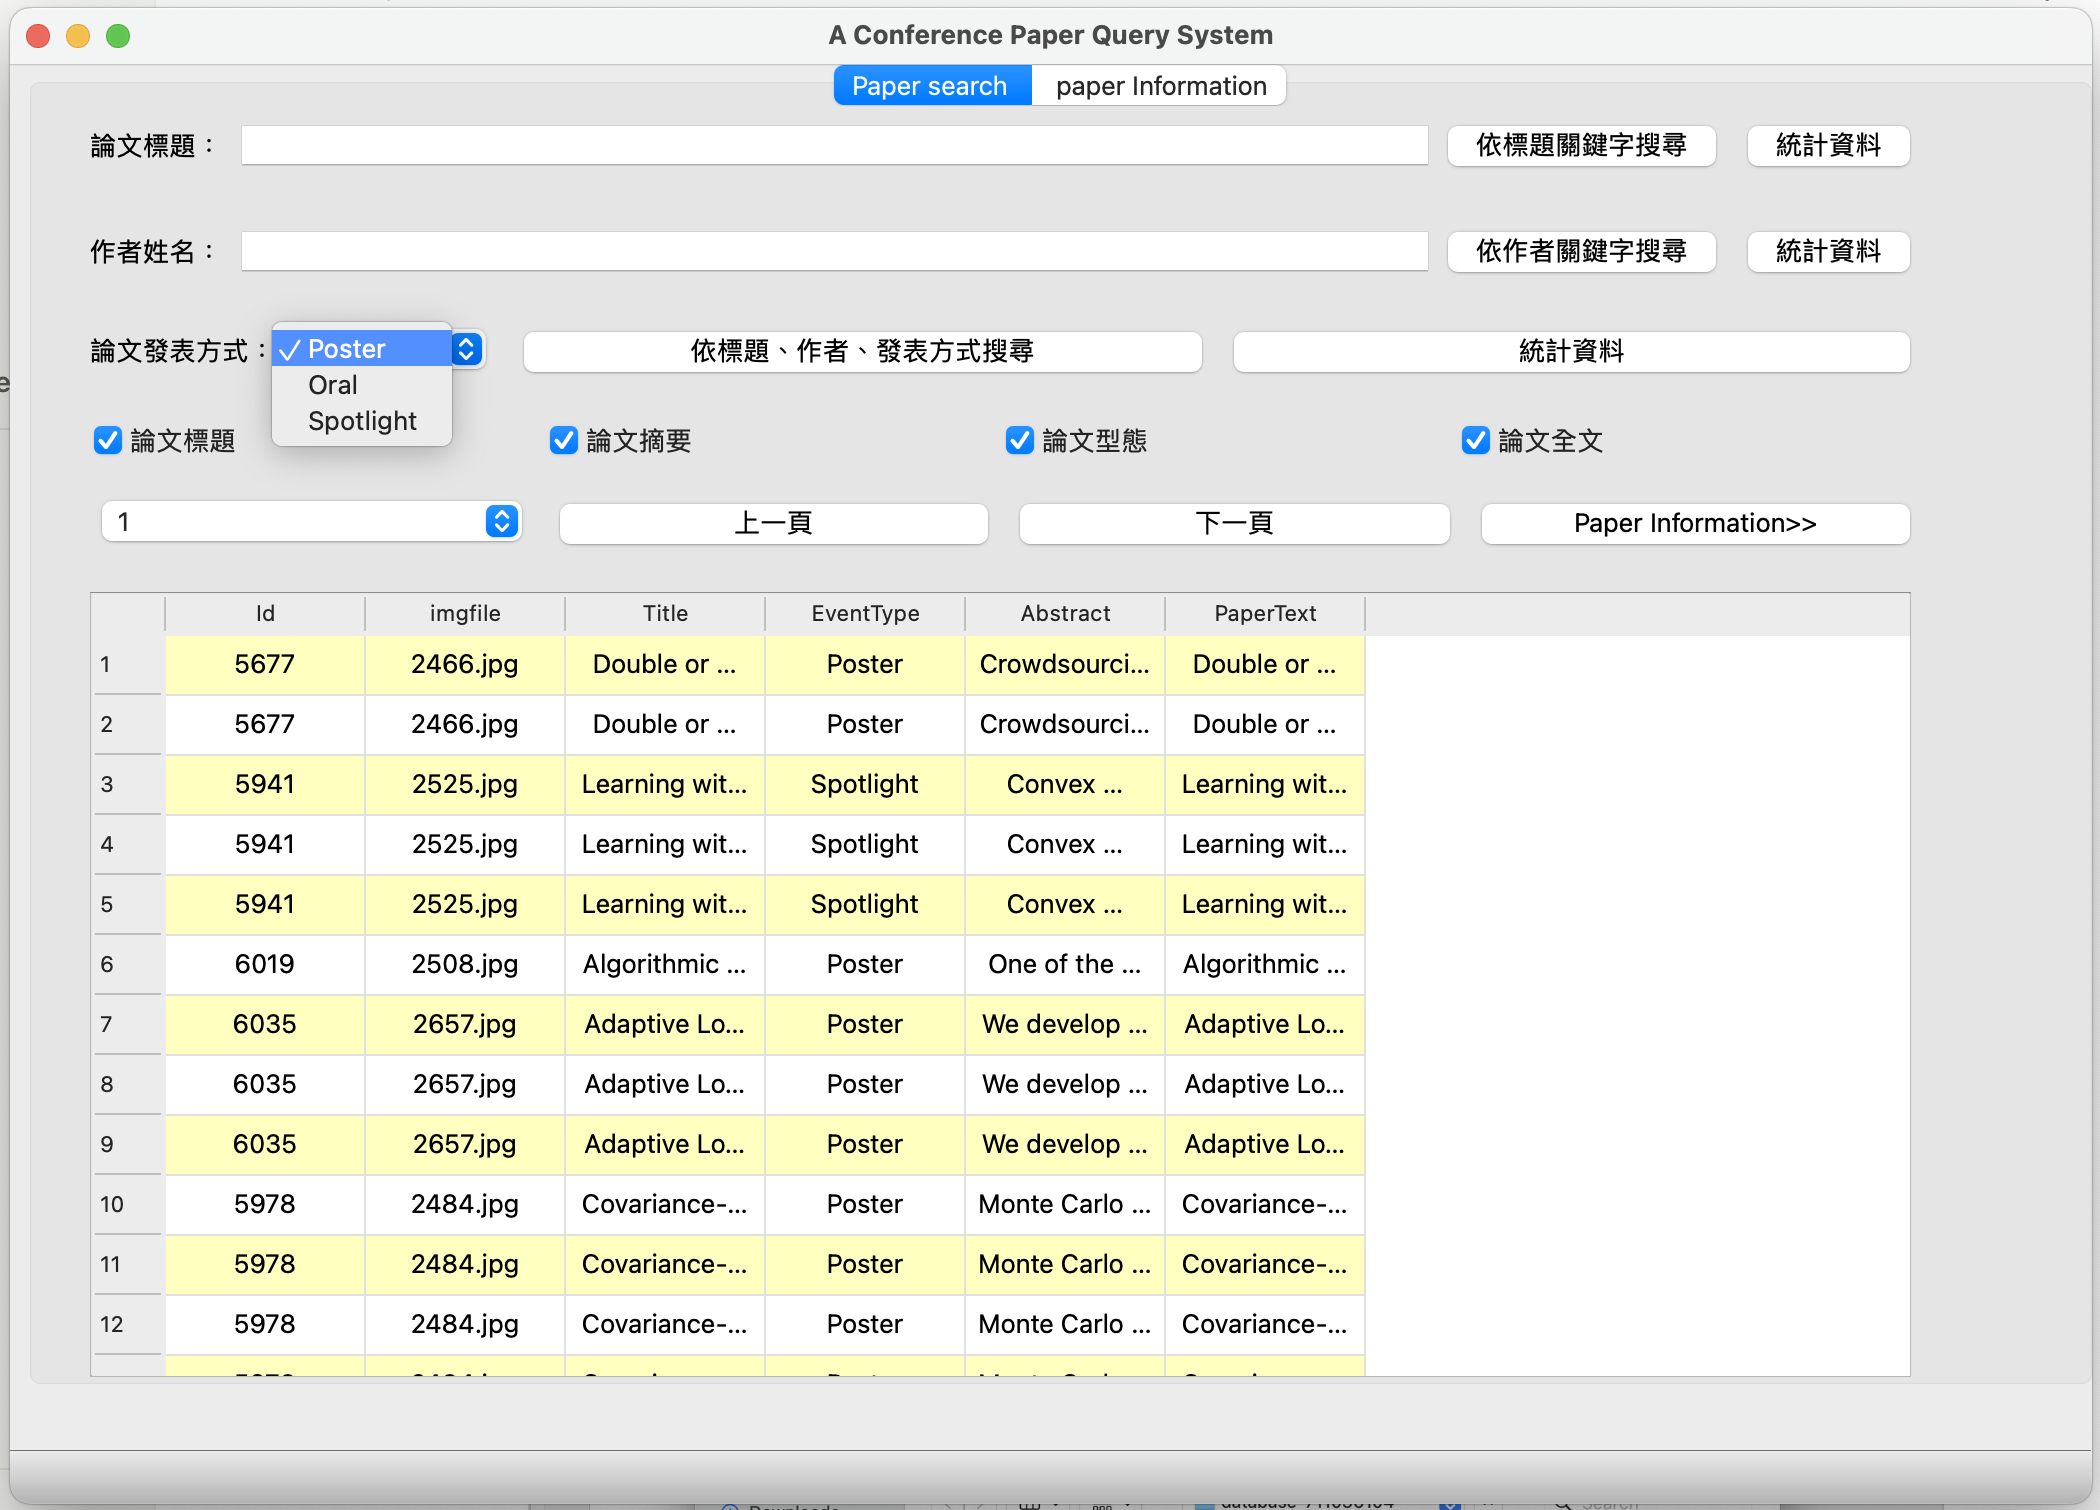 A Conference Paper Query System
Paper search paper Information
論文標題： 依標題關鍵字搜尋 統計資料
作者姓名： 依作者關鍵字搜尋 統計資料
論文發表方式： Poster 依標題、作者、發表方式搜尋 統計資料
Oral
Spotlight
論文標題 論文摘要 論文型態 論文全文
1 上一頁 下一頁 Paper Information>>
Id imgfile Title EventType Abstract PaperText
1 5677 2466.jpg Double or ... Poster Crowdsourci... Double or ...
2 5677 2466.jpg Double or ... Poster Crowdsourci... Double or ...
3 5941 2525.jpg Learning wit... Spotlight Convex ... Learning wit...
4 5941 2525.jpg Learning wit... Spotlight Convex ... Learning wit...
5 5941 2525.jpg Learning wit... Spotlight Convex ... Learning wit...
6 6019 2508.jpg Algorithmic ... Poster One of the ... Algorithmic ...
7 6035 2657.jpg Adaptive Lo... Poster We develop ... Adaptive Lo...
8 6035 2657.jpg Adaptive Lo... Poster We develop ... Adaptive Lo...
9 6035 2657.jpg Adaptive Lo... Poster We develop ... Adaptive Lo...
10 5978 2484.jpg Covariance-... Poster Monte Carlo ... Covariance-...
11 5978 2484.jpg Covariance-... Poster Monte Carlo ... Covariance-...
12 5978 2484.jpg Covariance-... Poster Monte Carlo ... Covariance-...